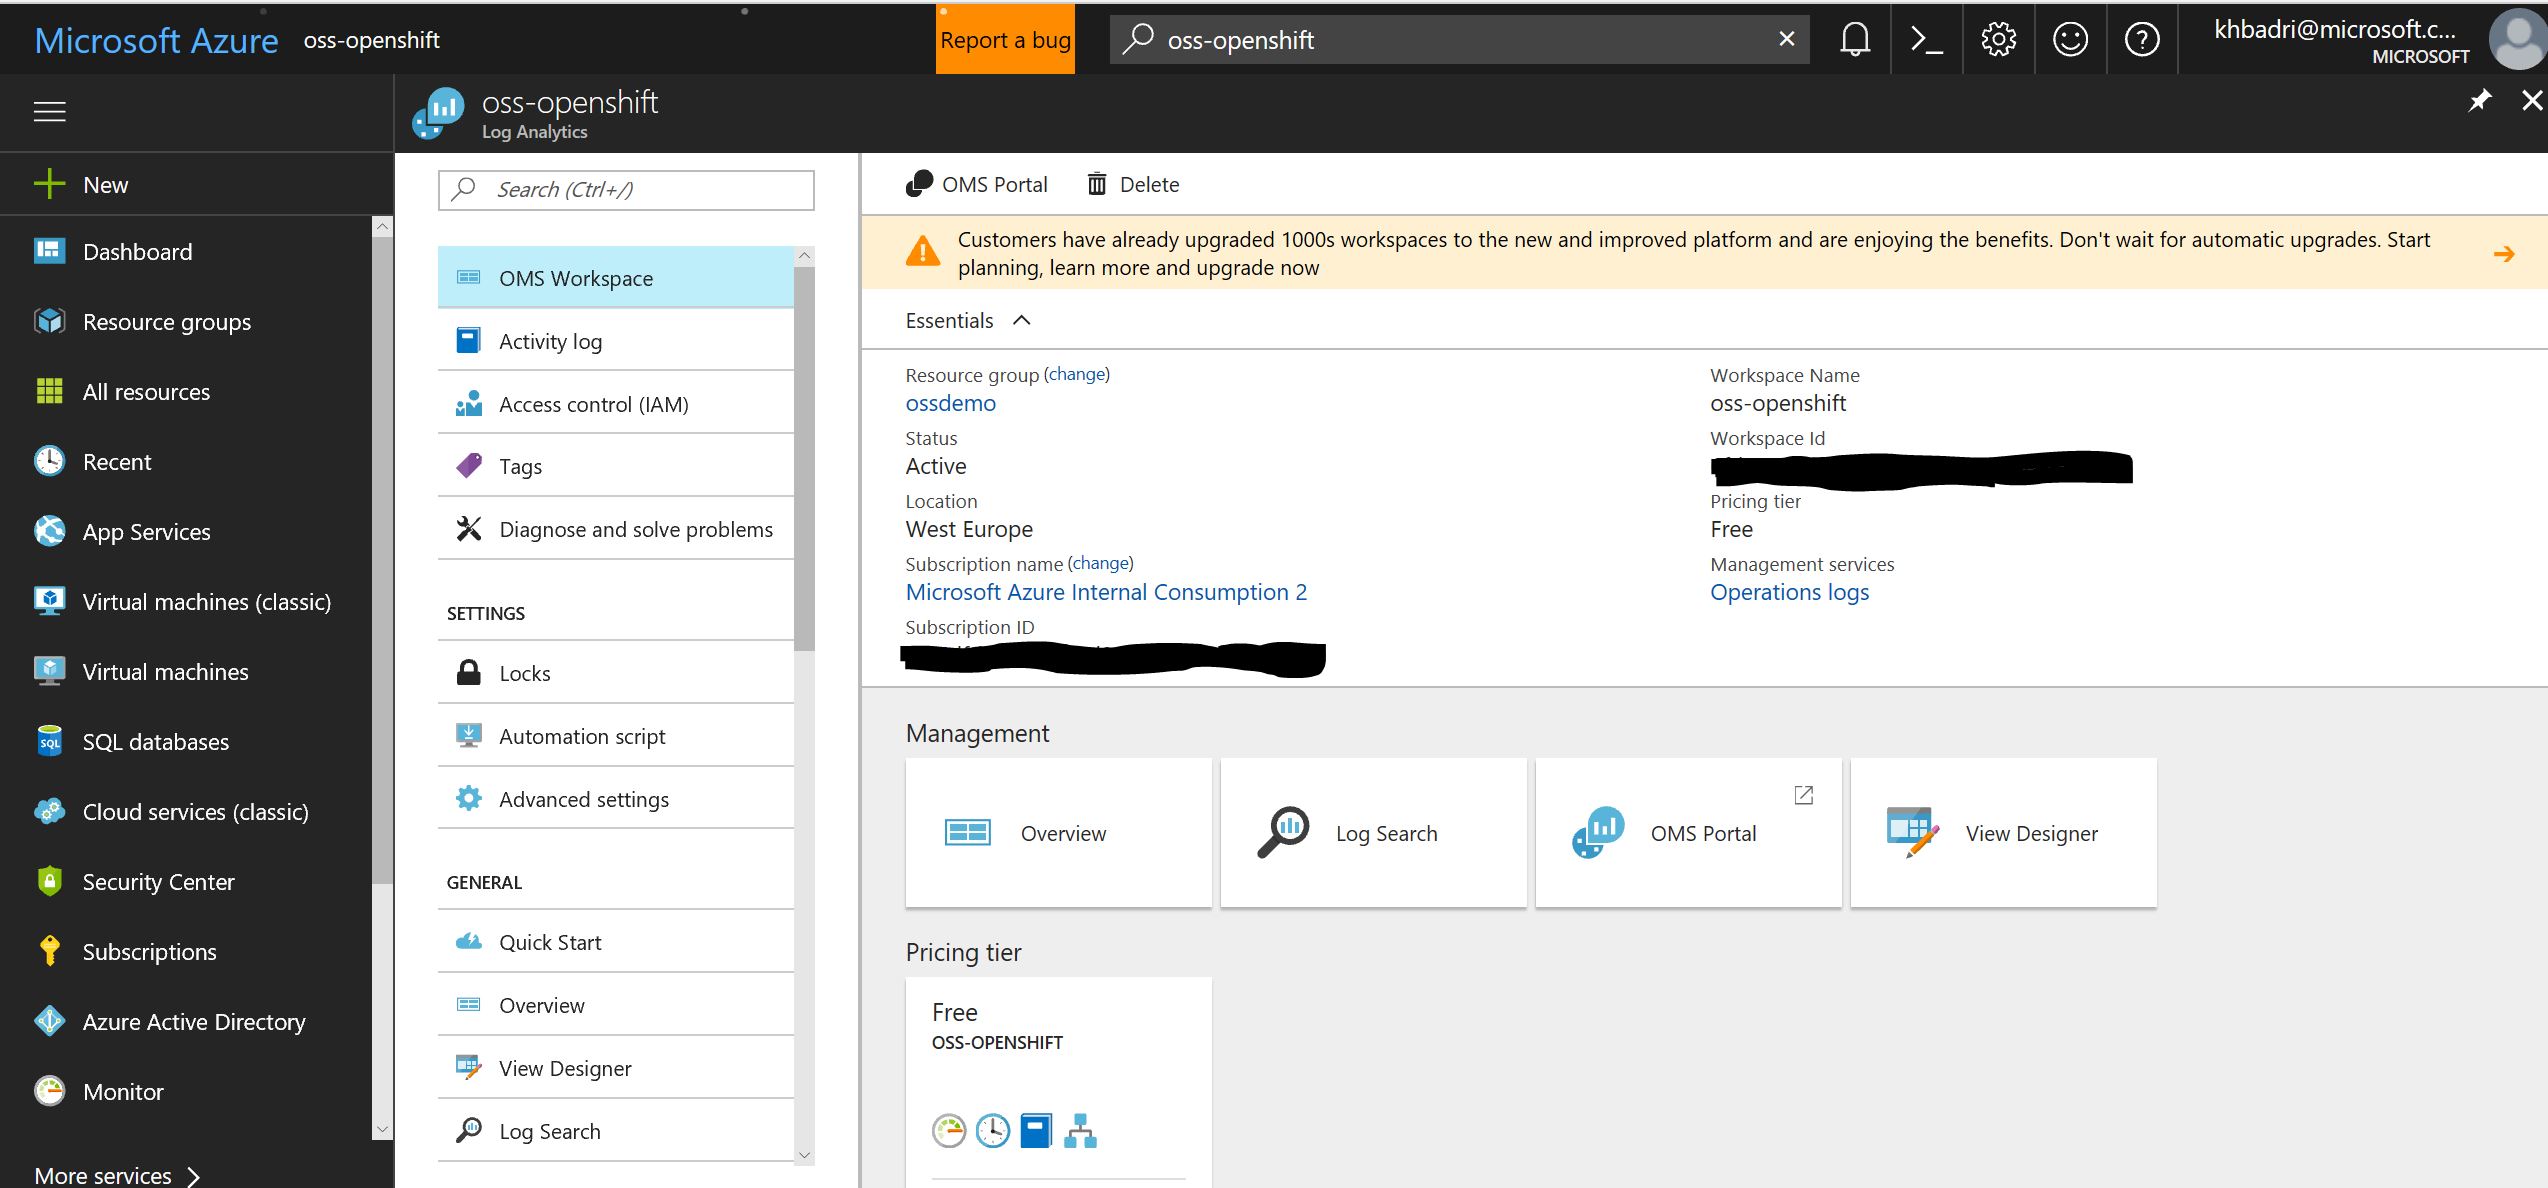 Microsoft Azure oss-openshift
Report a bug
oss-openshift
khbadri@microsoft.c...
MICROSOFT
oss-openshift
Log Analytics
New
Dashboard
Resource groups
All resources
Recent
App Services
Virtual machines (classic)
Virtual machines
SQL databases
Cloud services (classic)
Security Center
Subscriptions
Azure Active Directory
Monitor
More services
Search (Ctrl+/)
OMS Workspace
Activity log
Access control (IAM)
Tags
Diagnose and solve problems
SETTINGS
Locks
Automation script
Advanced settings
GENERAL
Quick Start
Overview
View Designer
Log Search
OMS Portal Delete
Customers have already upgraded 1000s workspaces to the new and improved platform and are enjoying the benefits. Don't wait for automatic upgrades. Start
planning, learn more and upgrade now
Essentials
Resource group (change)
ossdemo
Status
Active
Location
West Europe
Subscription name (change)
Microsoft Azure Internal Consumption 2
Subscription ID
Workspace Name
oss-openshift
Workspace Id
Pricing tier
Free
Management services
Operations logs
Management
Overview
Log Search
OMS Portal
View Designer
Pricing tier
Free
OSS-OPENSHIFT